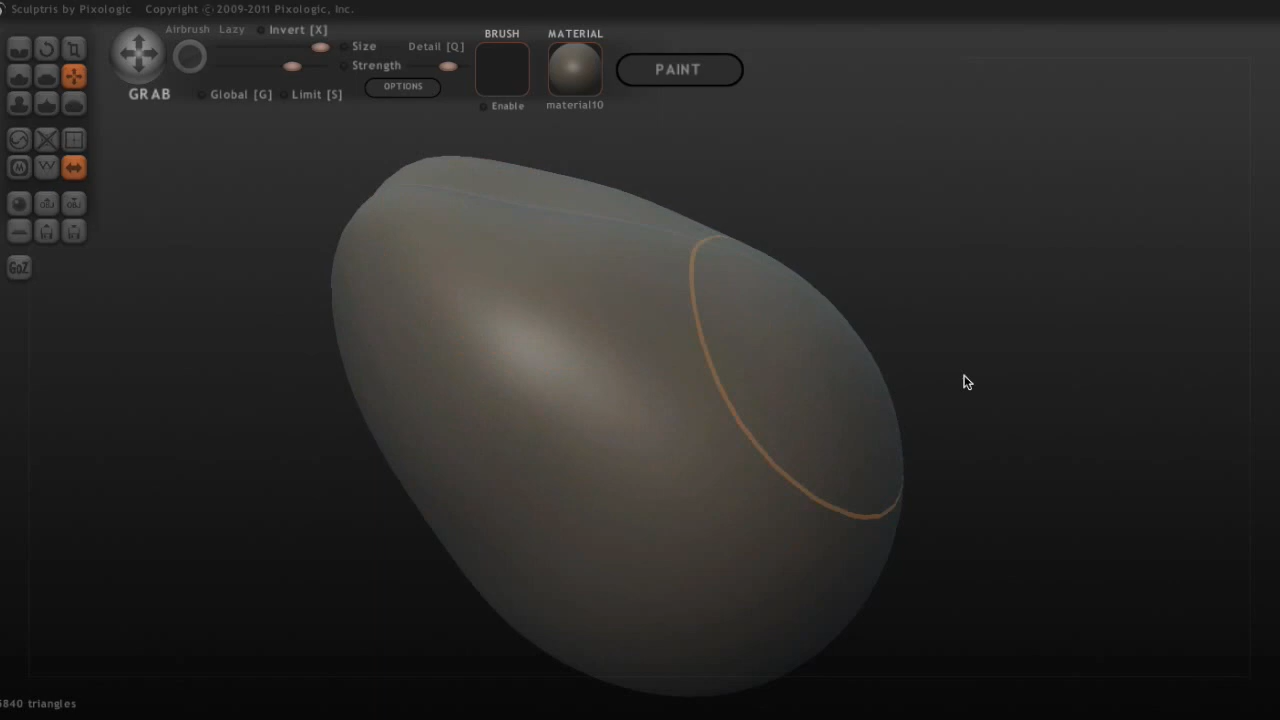 Sculptris by Pixologic Copyright © 2009-2011 Pixologic, Inc.
Airbrush Lazy Invert [X]
Size Detail [Q]
Strength
OPTIONS
GRAB Global [G] Limit [S]
BRUSH MATERIAL
Enable material10
PAINT
GoZ
5840 triangles